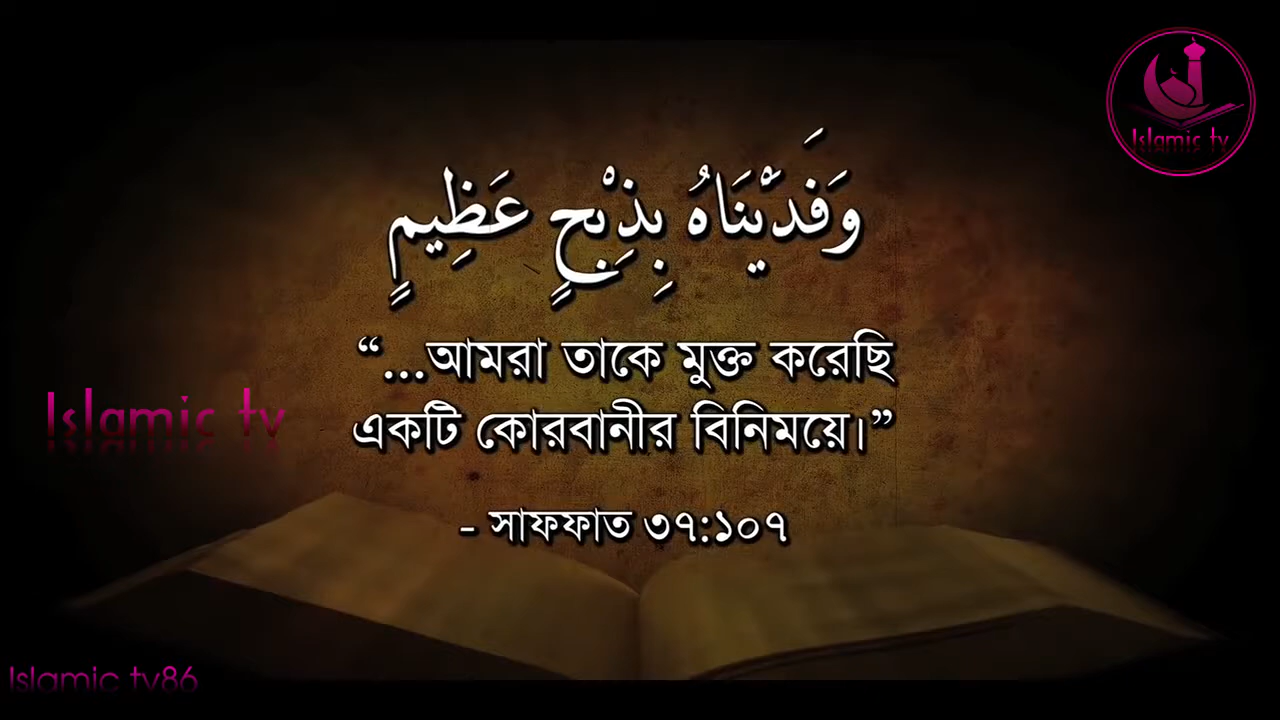 Islamic tv
وَفَدَيْنَاهُ بِذِبْحٍ عَظِيمٍ
“...আমরা তাকে মুক্ত করেছি
একটি কোরবানীর বিনিময়ে।”
Islamic tv
- সাফফাত ৩৭:১০৭
Islamic tv86